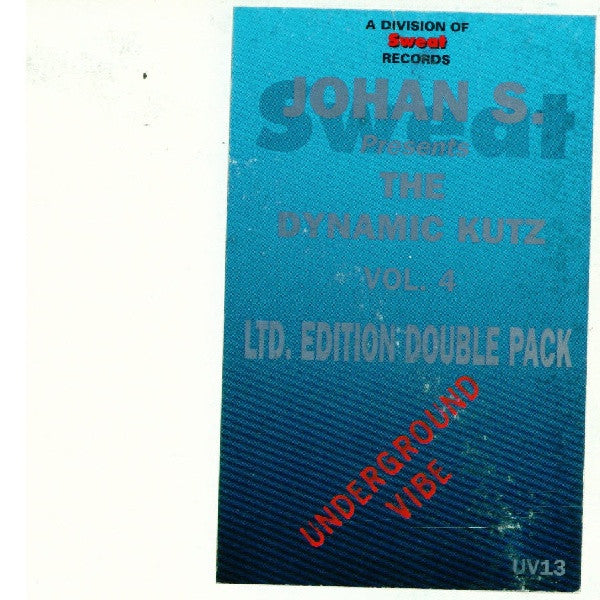 A DIVISION OF
Sweat
RECORDS
Sweat
JOHAN S.
Presents
THE
DYNAMIC KUTZ
VOL. 4
LTD. EDITION DOUBLE PACK
UNDERGROUND
VIBE
UV13